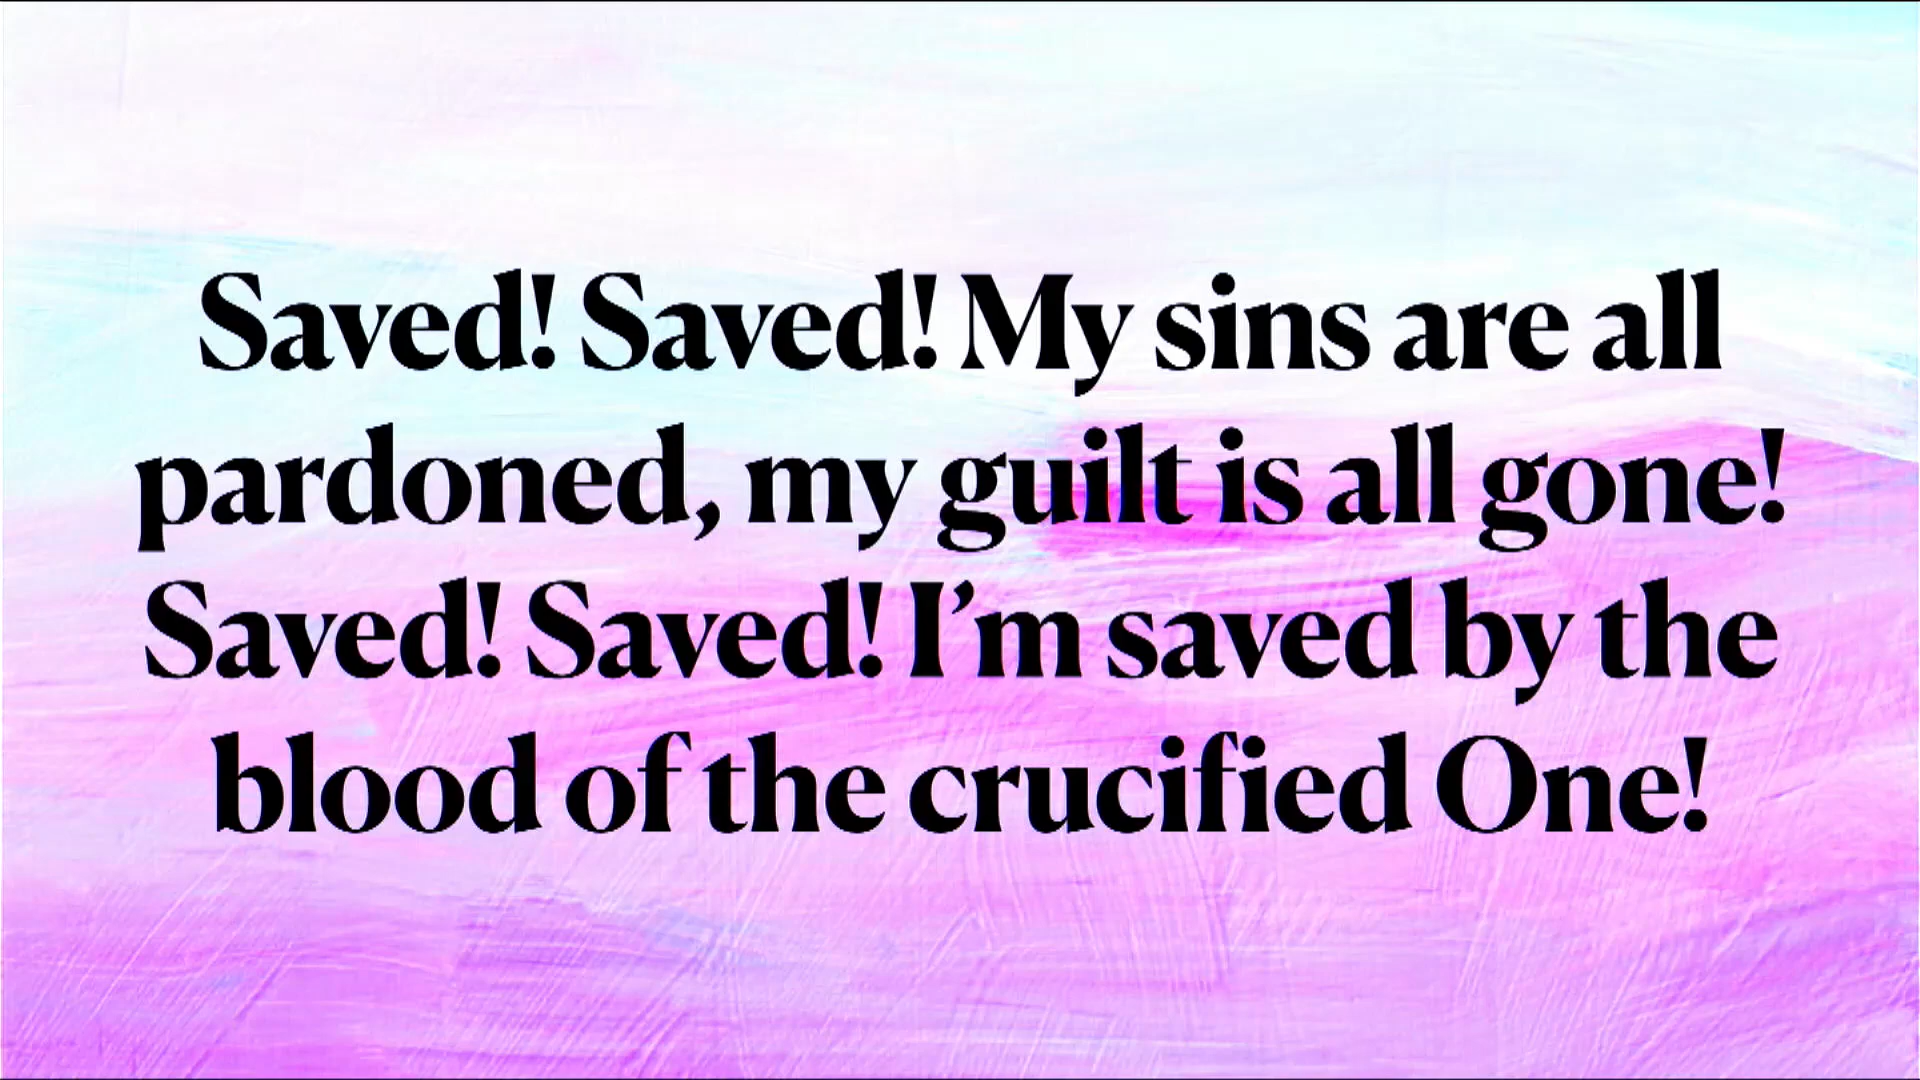 Saved! Saved! My sins are all
pardoned, my guilt is all gone!
Saved! Saved! I’m saved by the
blood of the crucified One!